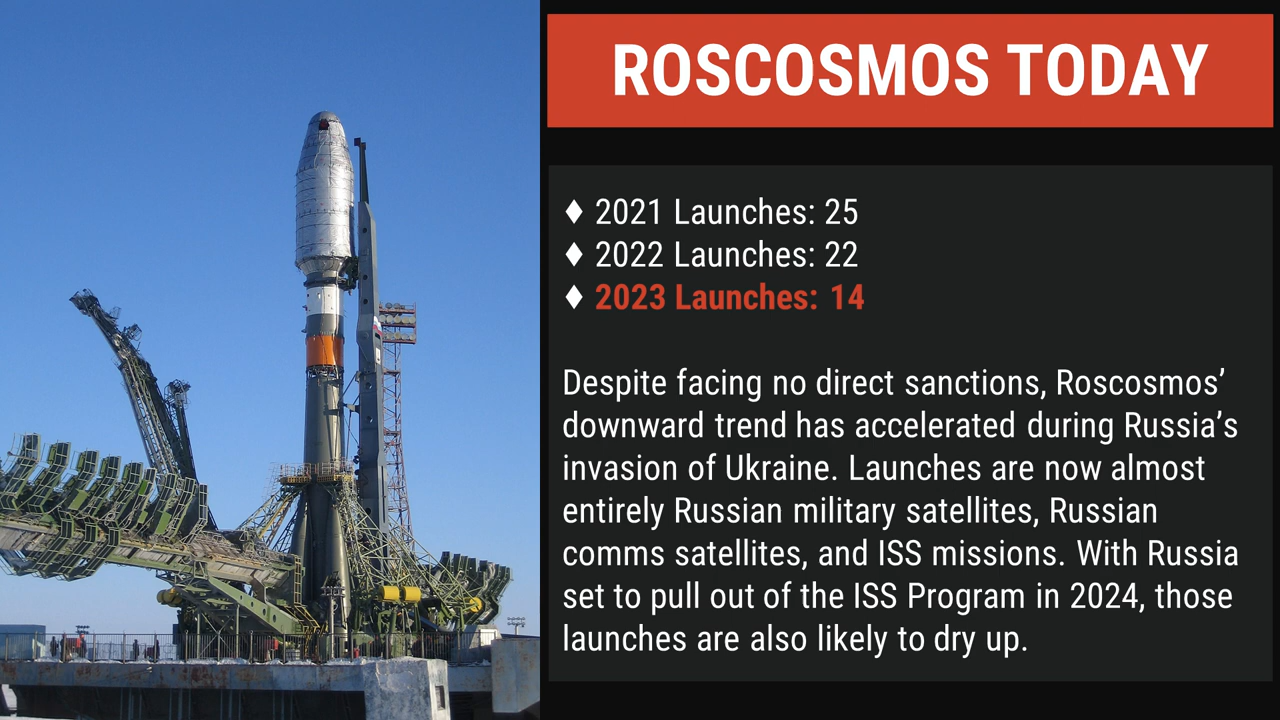 ROSCOSMOS TODAY
♦ 2021 Launches: 25
♦ 2022 Launches: 22
♦ 2023 Launches: 14
Despite facing no direct sanctions, Roscosmos’
downward trend has accelerated during Russia’s
invasion of Ukraine. Launches are now almost
entirely Russian military satellites, Russian
comms satellites, and ISS missions. With Russia
set to pull out of the ISS Program in 2024, those
launches are also likely to dry up.